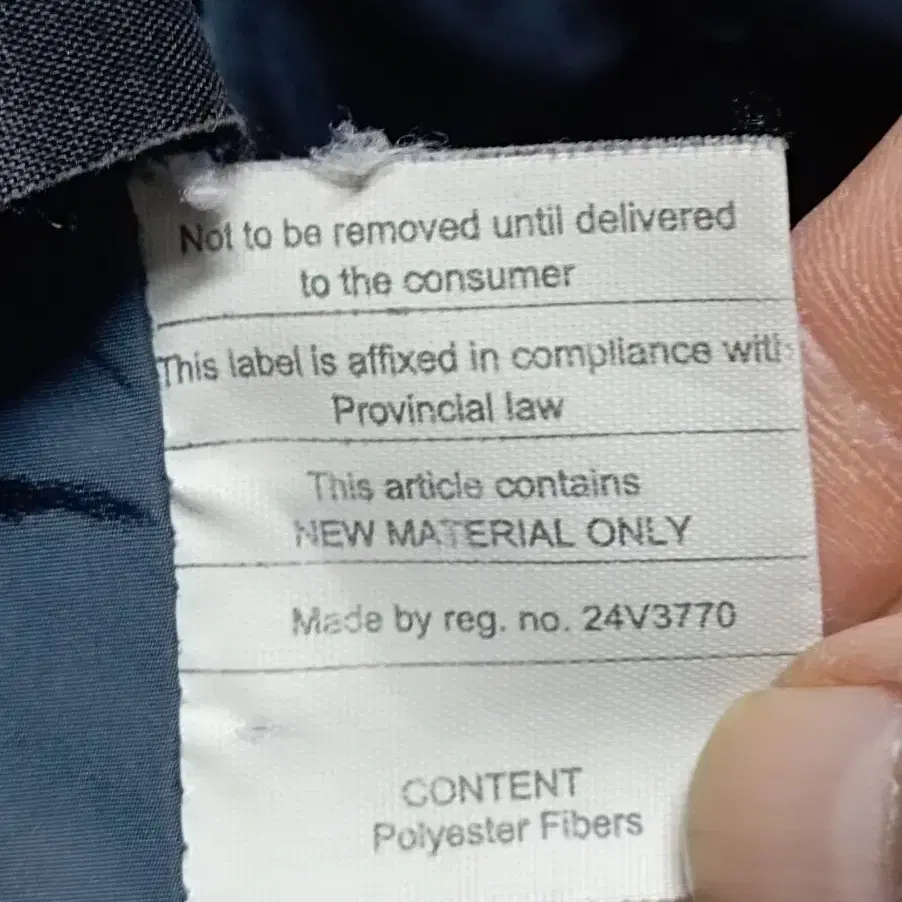 Not to be removed until delivered
to the consumer
This label is affixed in compliance with
Provincial law
This article contains
NEW MATERIAL ONLY
Made by reg. no. 24V3770
CONTENT
Polyester Fibers